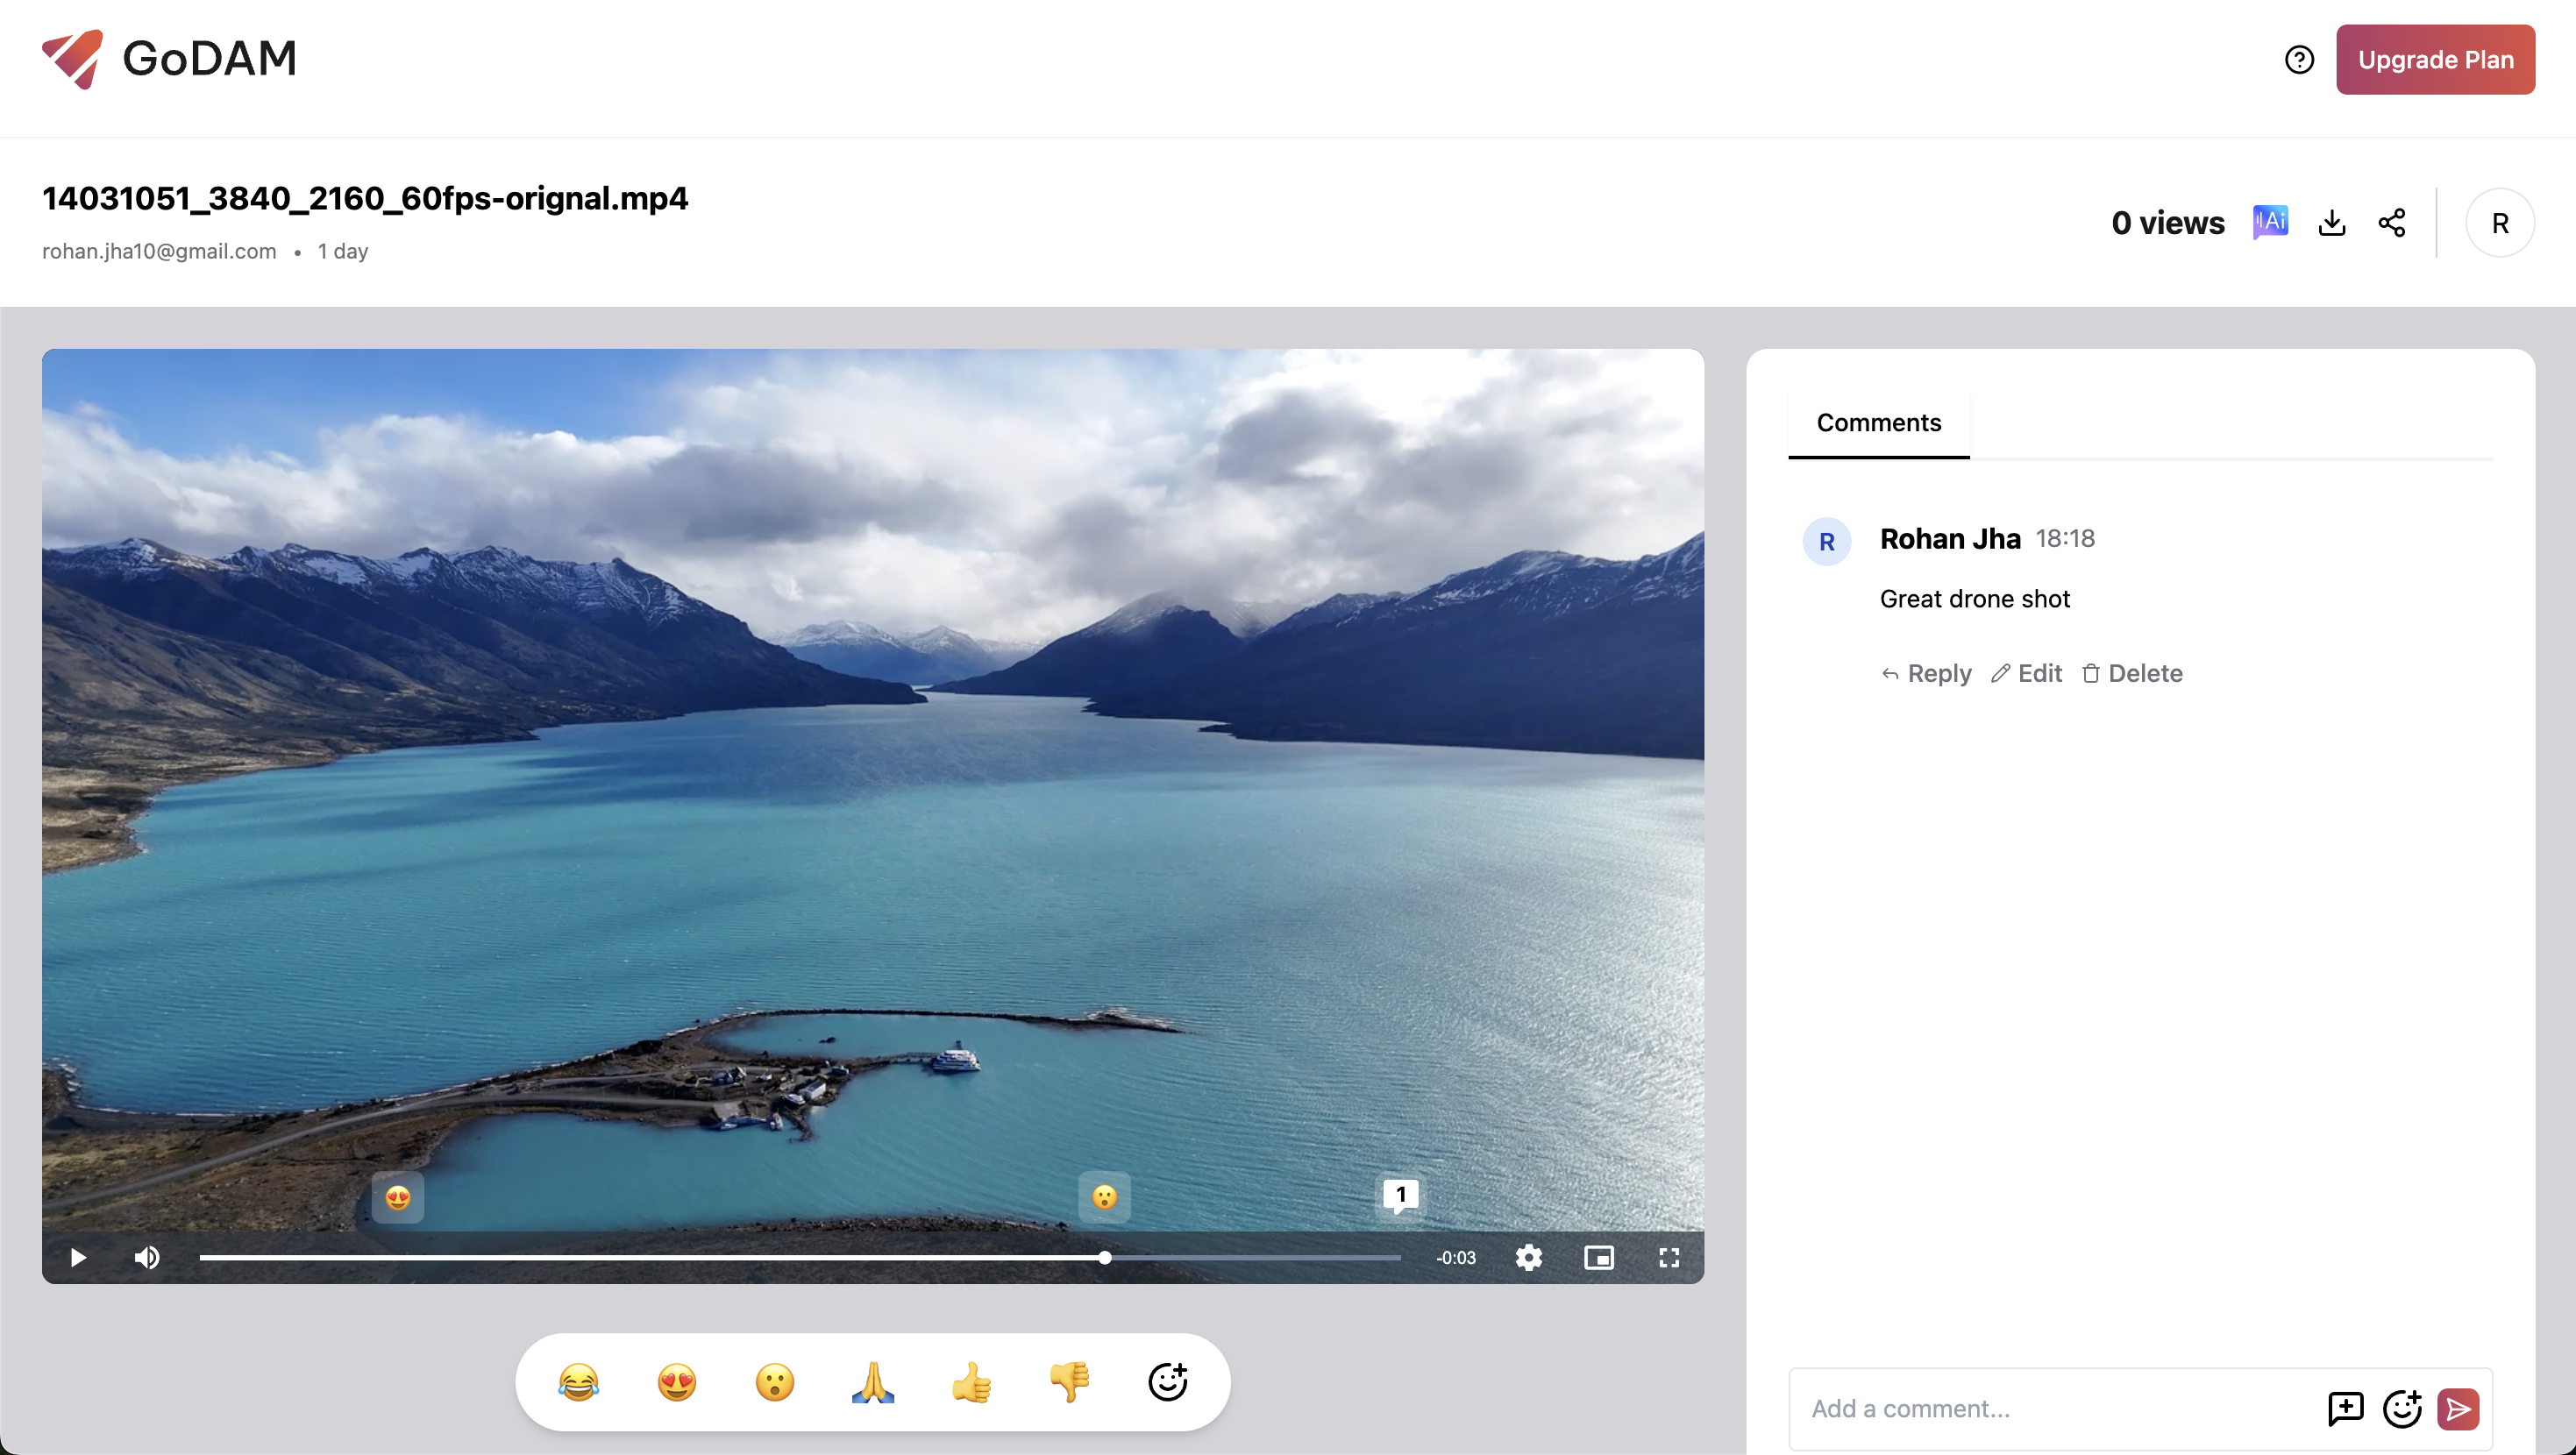 GoDAM
Upgrade Plan
14031051_3840_2160_60fps-orignal.mp4
rohan.jha10@gmail.com • 1 day
0 views
Ai
R
Comments
R
Rohan Jha 18:18
Great drone shot
Reply Edit Delete
1
-0:03
Add a comment...